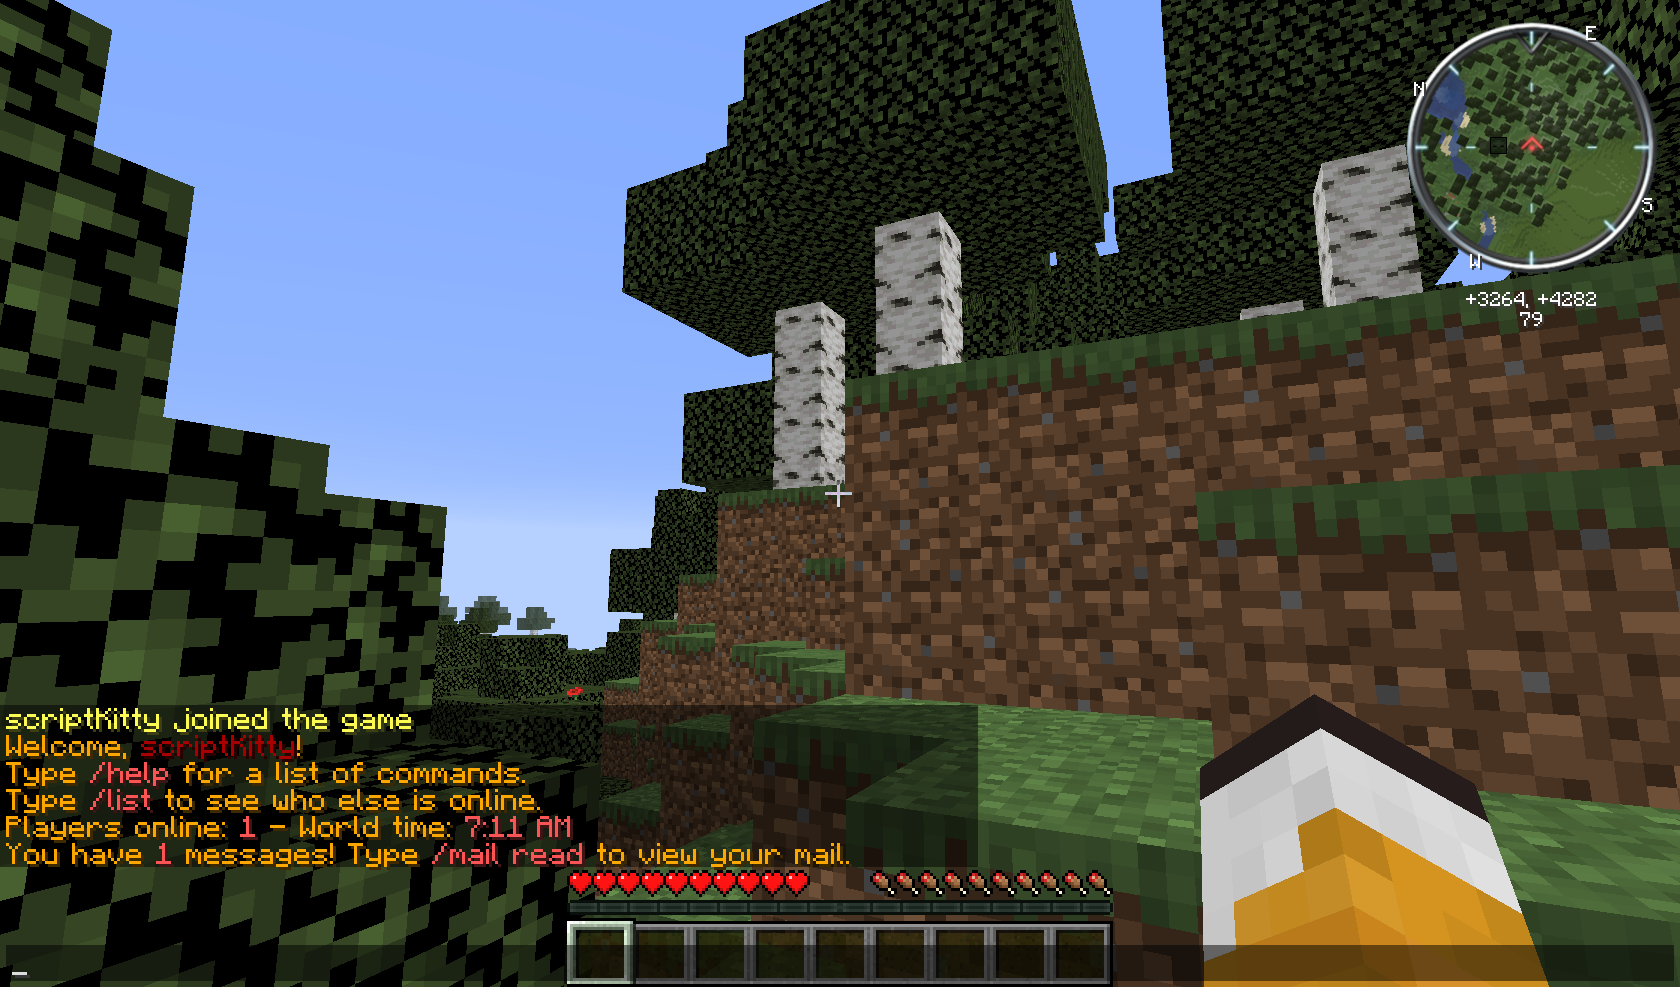 E
N
S
W
+3264, +4282
79
scriptKitty joined the game
Welcome, scriptKitty!
Type /help for a list of commands.
Type /list to see who else is online.
Players online: 1 – World time: 7:11 AM
You have 1 messages! Type /mail read to view your mail.
_